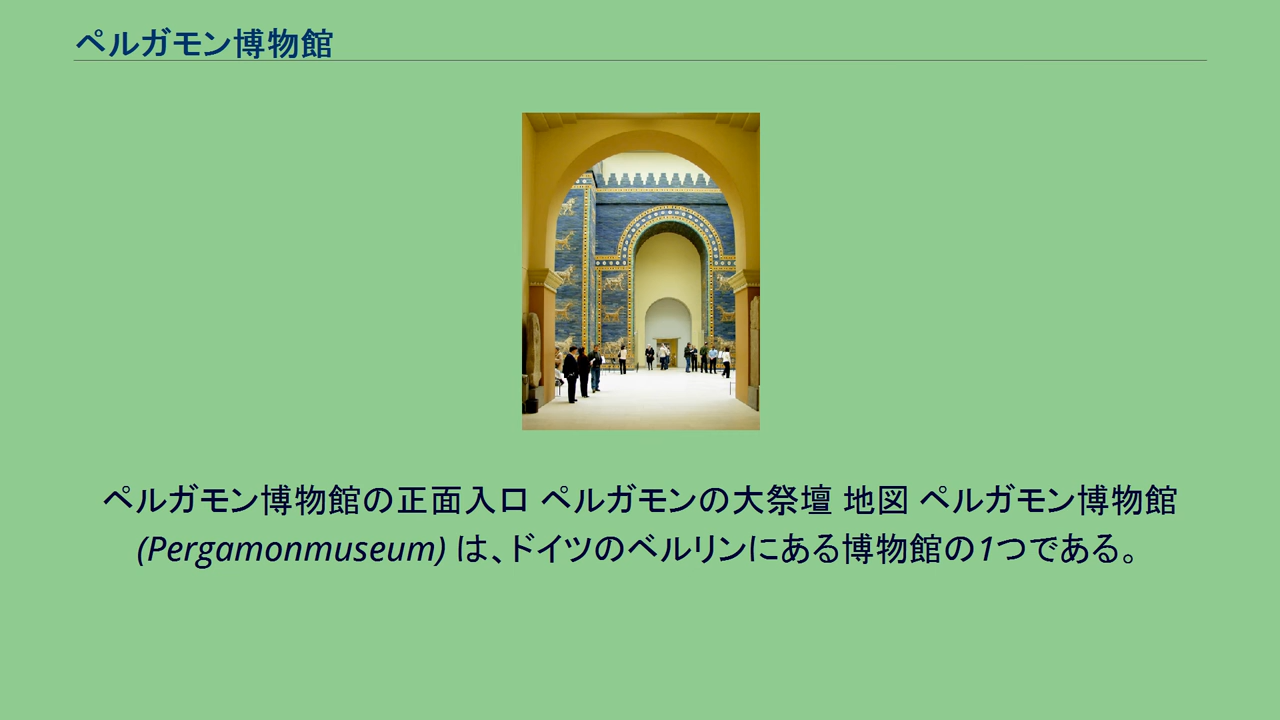 ペルガモン博物館
ペルガモン博物館の正面入口 ペルガモンの大祭壇 地図 ペルガモン博物館
(Pergamonmuseum) は、ドイツのベルリンにある博物館の1つである。